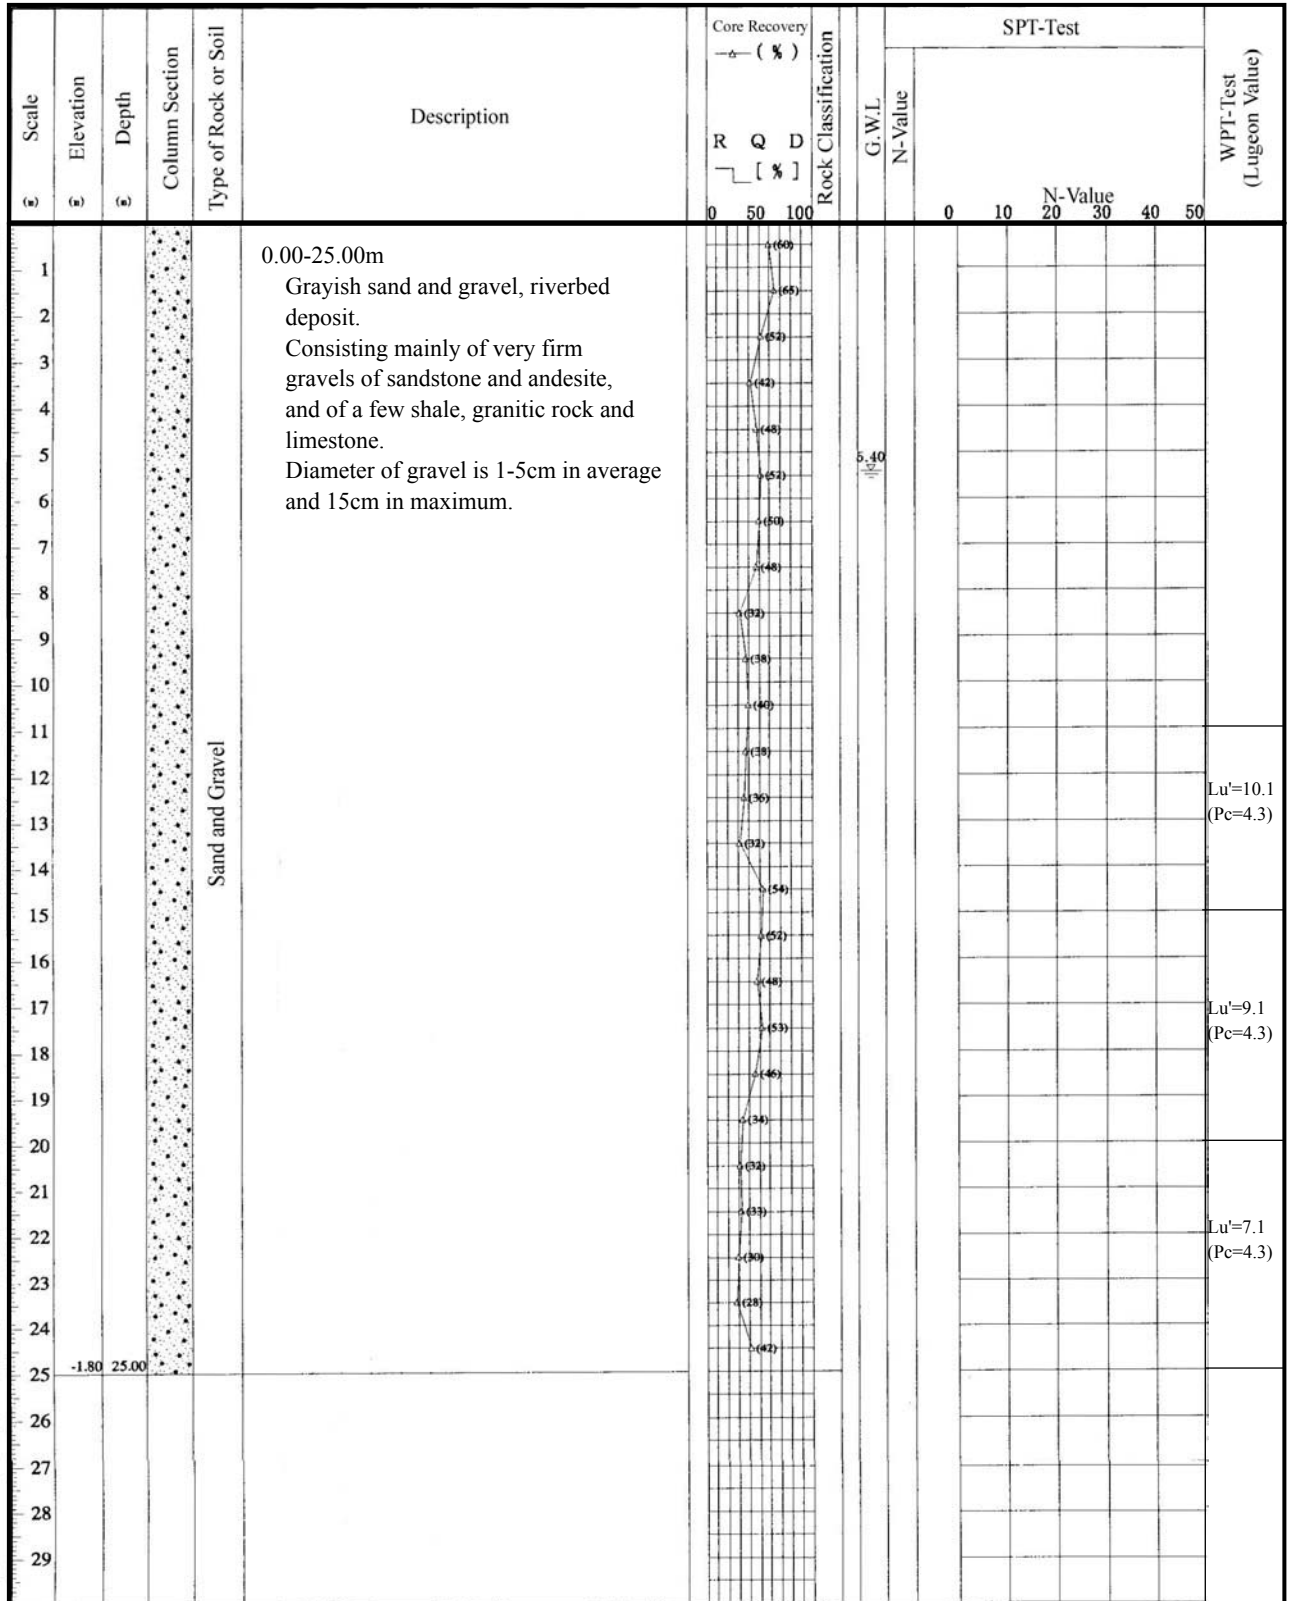 Scale
(m)
Elevation
(m)
Depth
(m)
Column Section
Type of Rock or Soil
Description
Core Recovery
( % )
R Q D
[ % ]
0 50 100
Rock Classification
G.W.L
SPT-Test
N-Value
N-Value
0 10 20 30 40 50
WPT-Test
(Lugeon Value)
0.00-25.00m
Grayish sand and gravel, riverbed
deposit.
Consisting mainly of very firm
gravels of sandstone and andesite,
and of a few shale, granitic rock and
limestone.
Diameter of gravel is 1-5cm in average
and 15cm in maximum.
Sand and Gravel
1
2
3
4
5
6
7
8
9
10
11
12
13
14
15
16
17
18
19
20
21
22
23
24
25
26
27
28
29
-1.80 25.00
(60)
(65)
(52)
(42)
(48)
(52)
(50)
(48)
(32)
(38)
(40)
(38)
(36)
(32)
(54)
(52)
(48)
(53)
(46)
(34)
(32)
(33)
(30)
(28)
(42)
5.40
Lu'=10.1
(Pc=4.3)
Lu'=9.1
(Pc=4.3)
Lu'=7.1
(Pc=4.3)